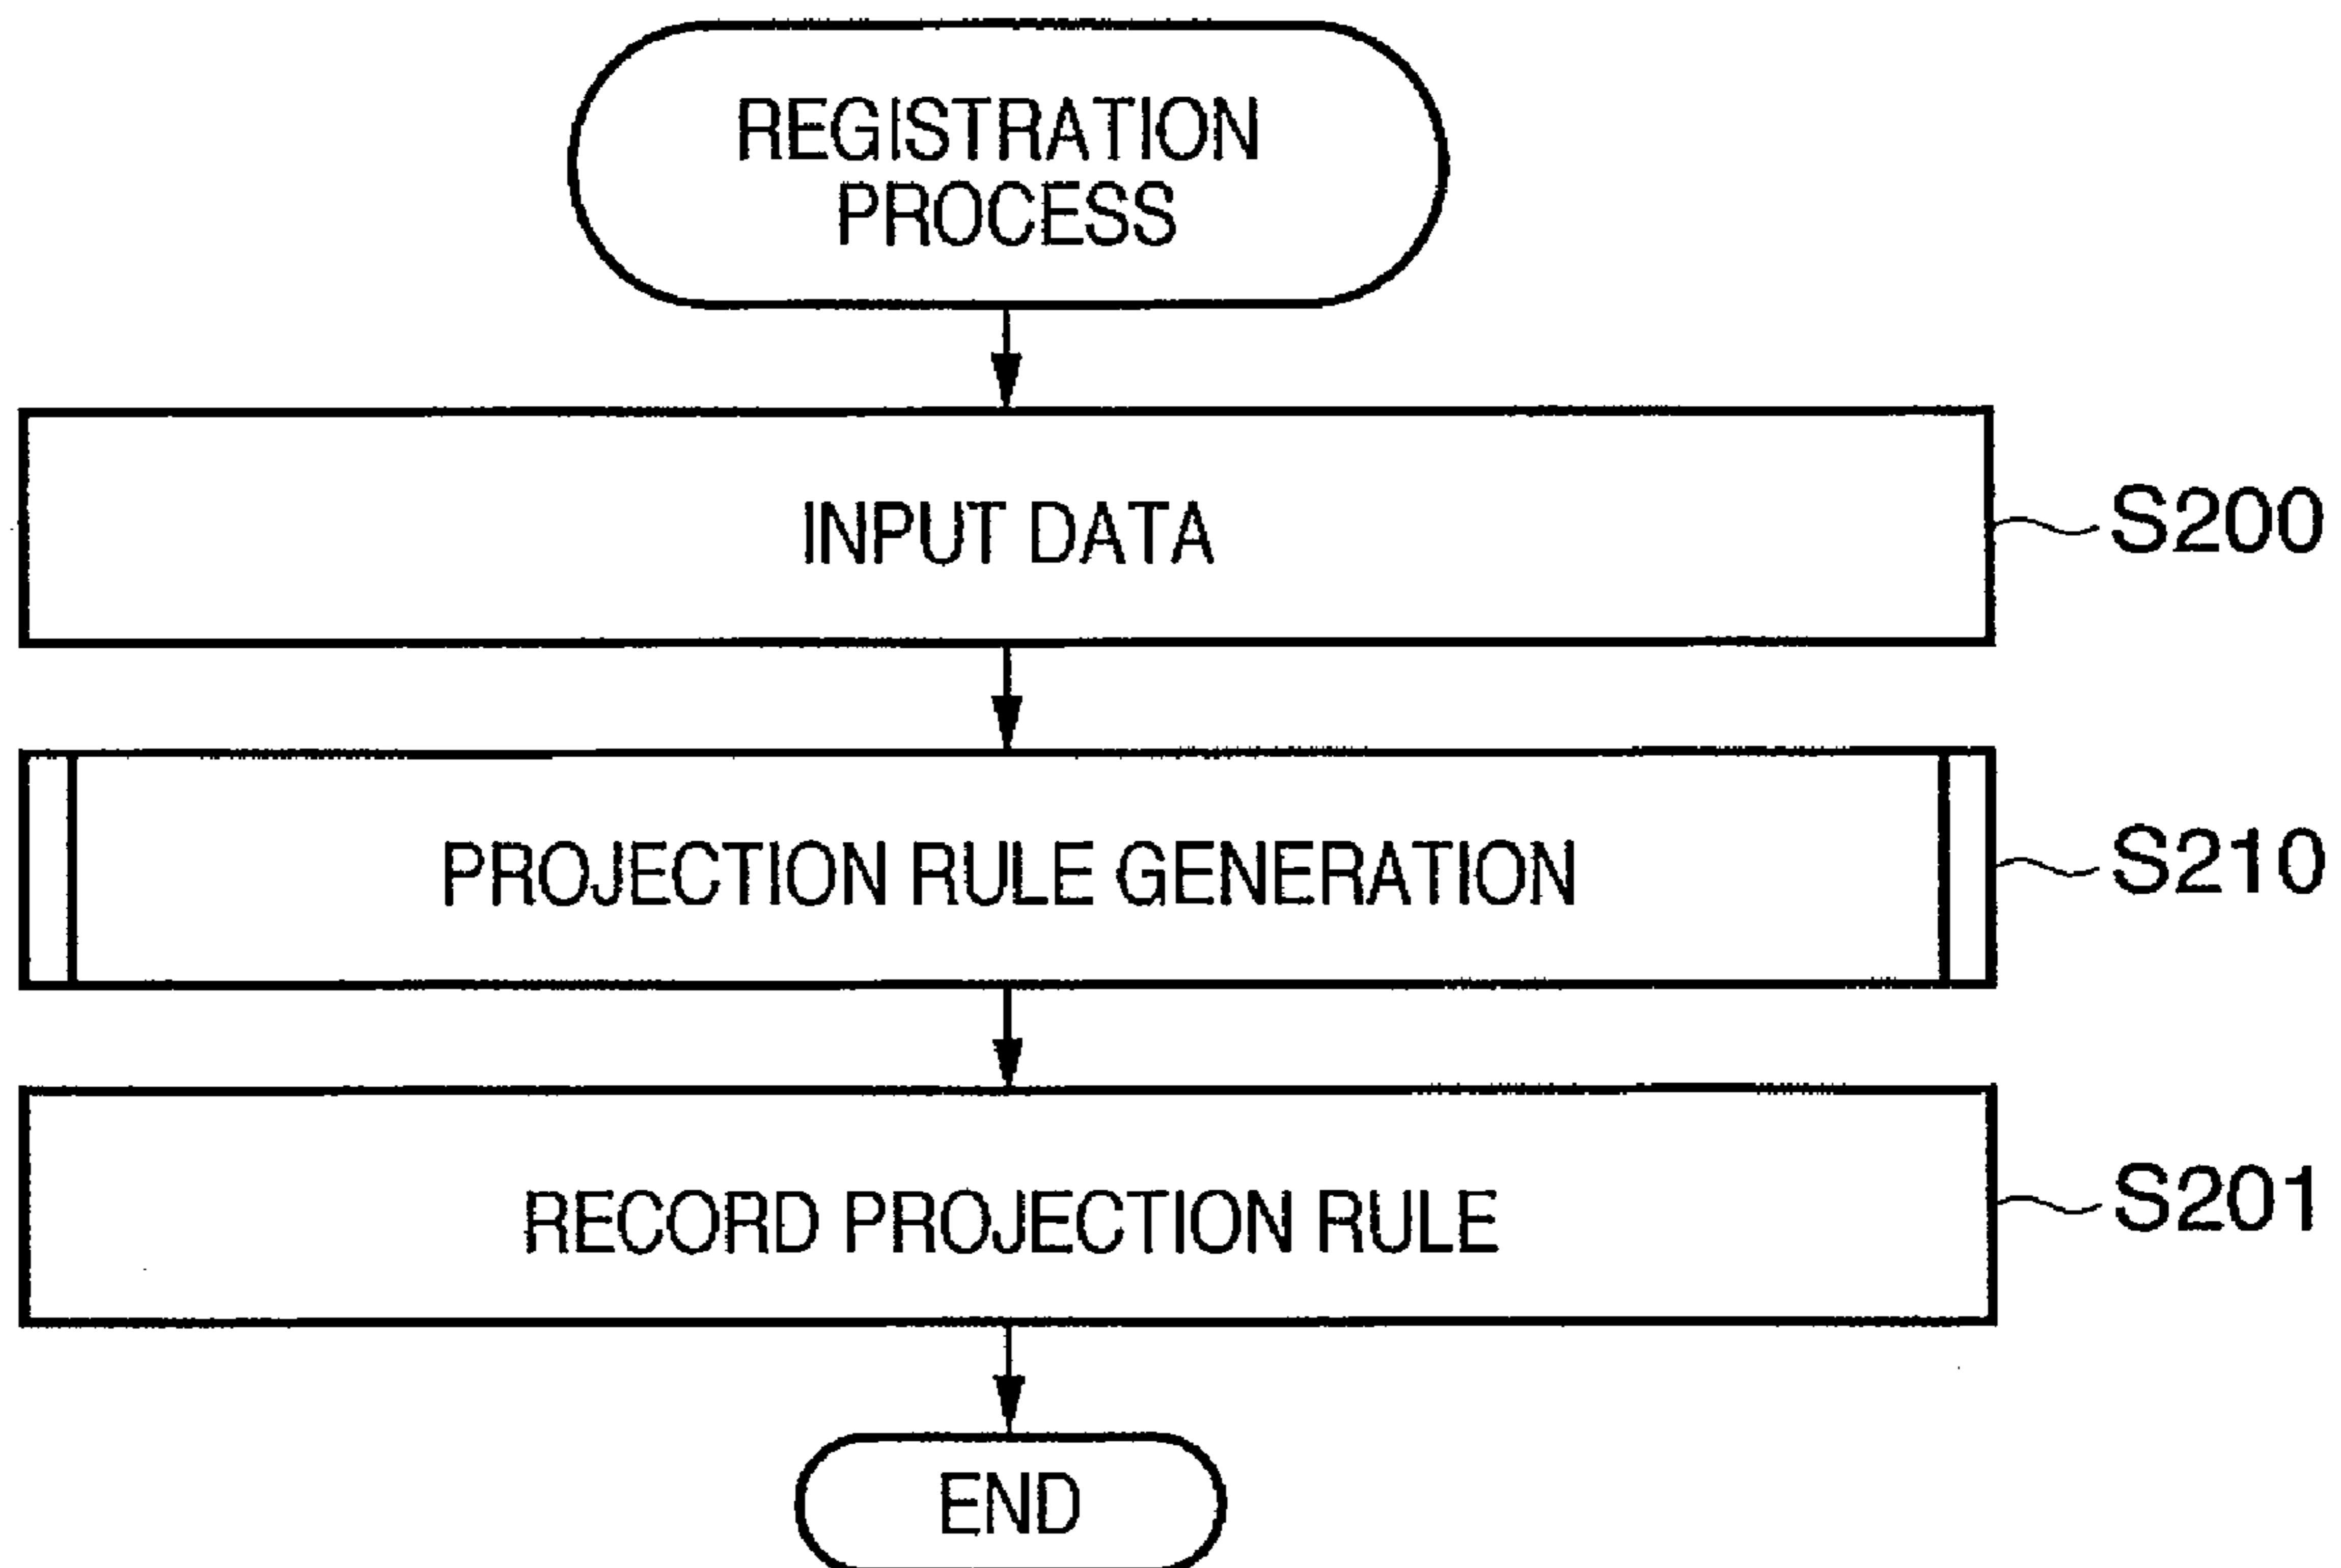 REGISTRATION
PROCESS
INPUT DATA
S200
PROJECTION RULE GENERATION
S210
RECORD PROJECTION RULE
S201
END